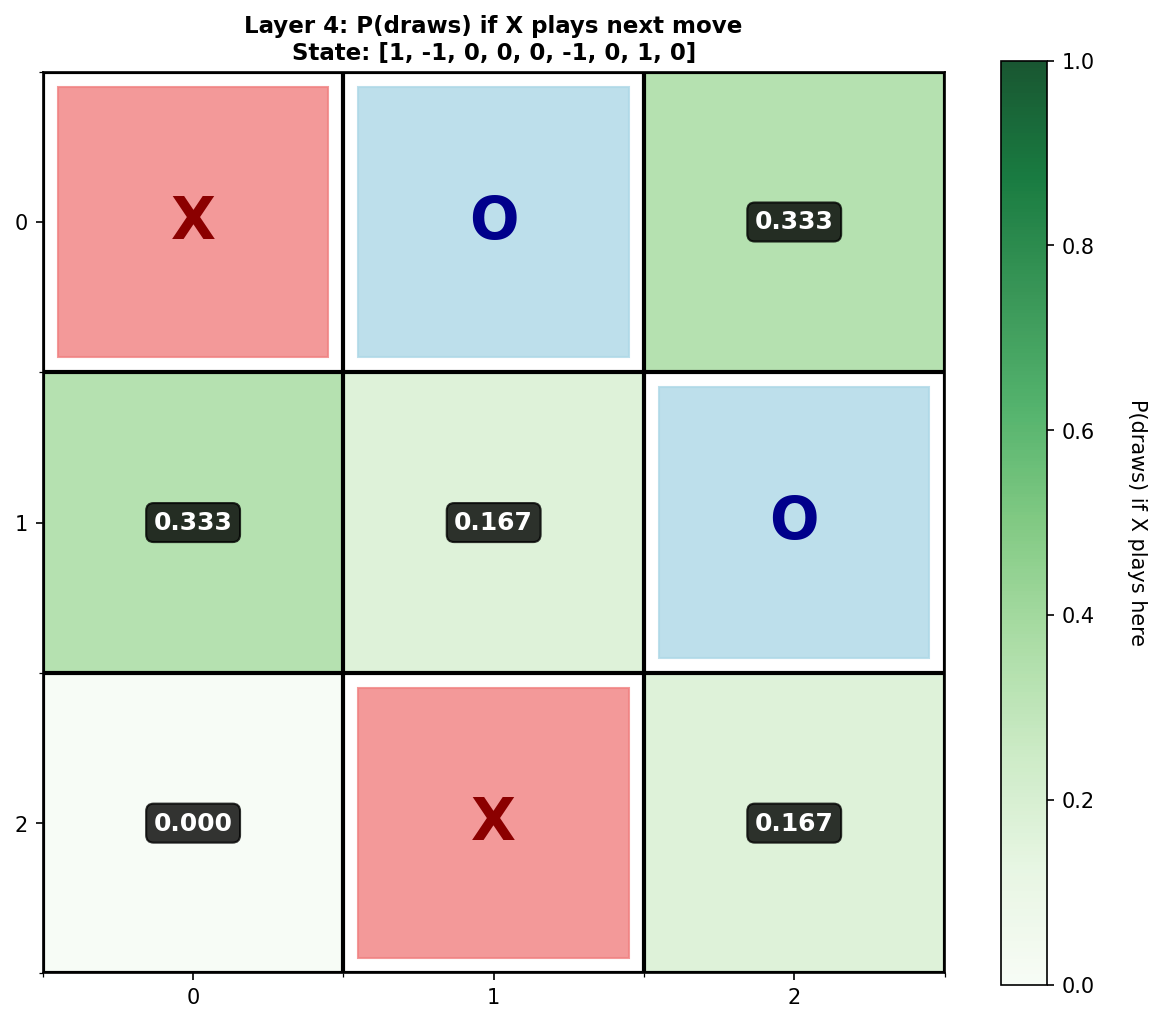 Layer 4: P(draws) if X plays next move
State: [1, -1, 0, 0, 0, -1, 0, 1, 0]
X
O
0.333
0.333
0.167
O
0.000
X
0.167
0
1
2
0
1
2
1.0
0.8
0.6
0.4
0.2
0.0
P(draws) if X plays here